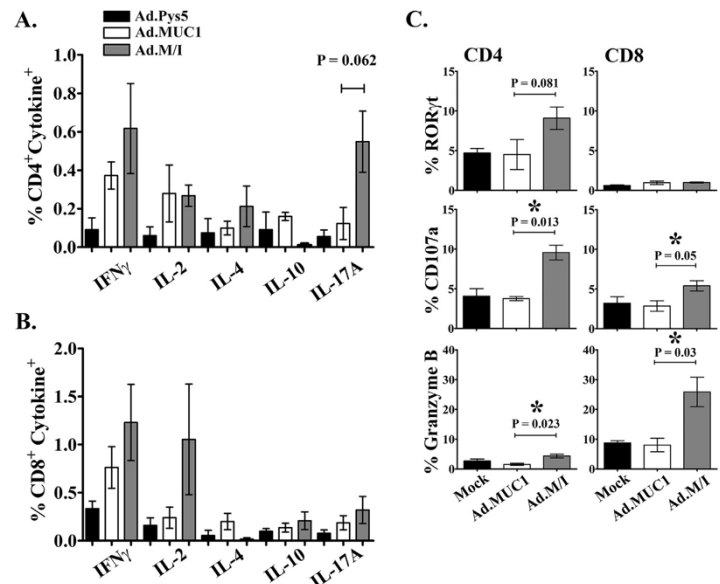 A.
Ad.Pys5
Ad.MUC1
Ad.M/I
P = 0.062
% CD4+Cytokine+
1.0
0.8
0.6
0.4
0.2
0.0
IFNγ
IL-2
IL-4
IL-10
IL-17A
B.
% CD8+ Cytokine+
2.0
1.5
1.0
0.5
0.0
IFNγ
IL-2
IL-4
IL-10
IL-17A
C.
CD4
CD8
% RORγt
15
10
5
0
P = 0.081
15
10
5
0
% CD107a
15
10
5
0
*
P = 0.013
15
10
5
0
*
P = 0.05
% Granzyme B
40
30
20
10
0
*
P = 0.023
40
30
20
10
0
*
P = 0.03
Mock
Ad.MUC1
Ad.M/I
Mock
Ad.MUC1
Ad.M/I